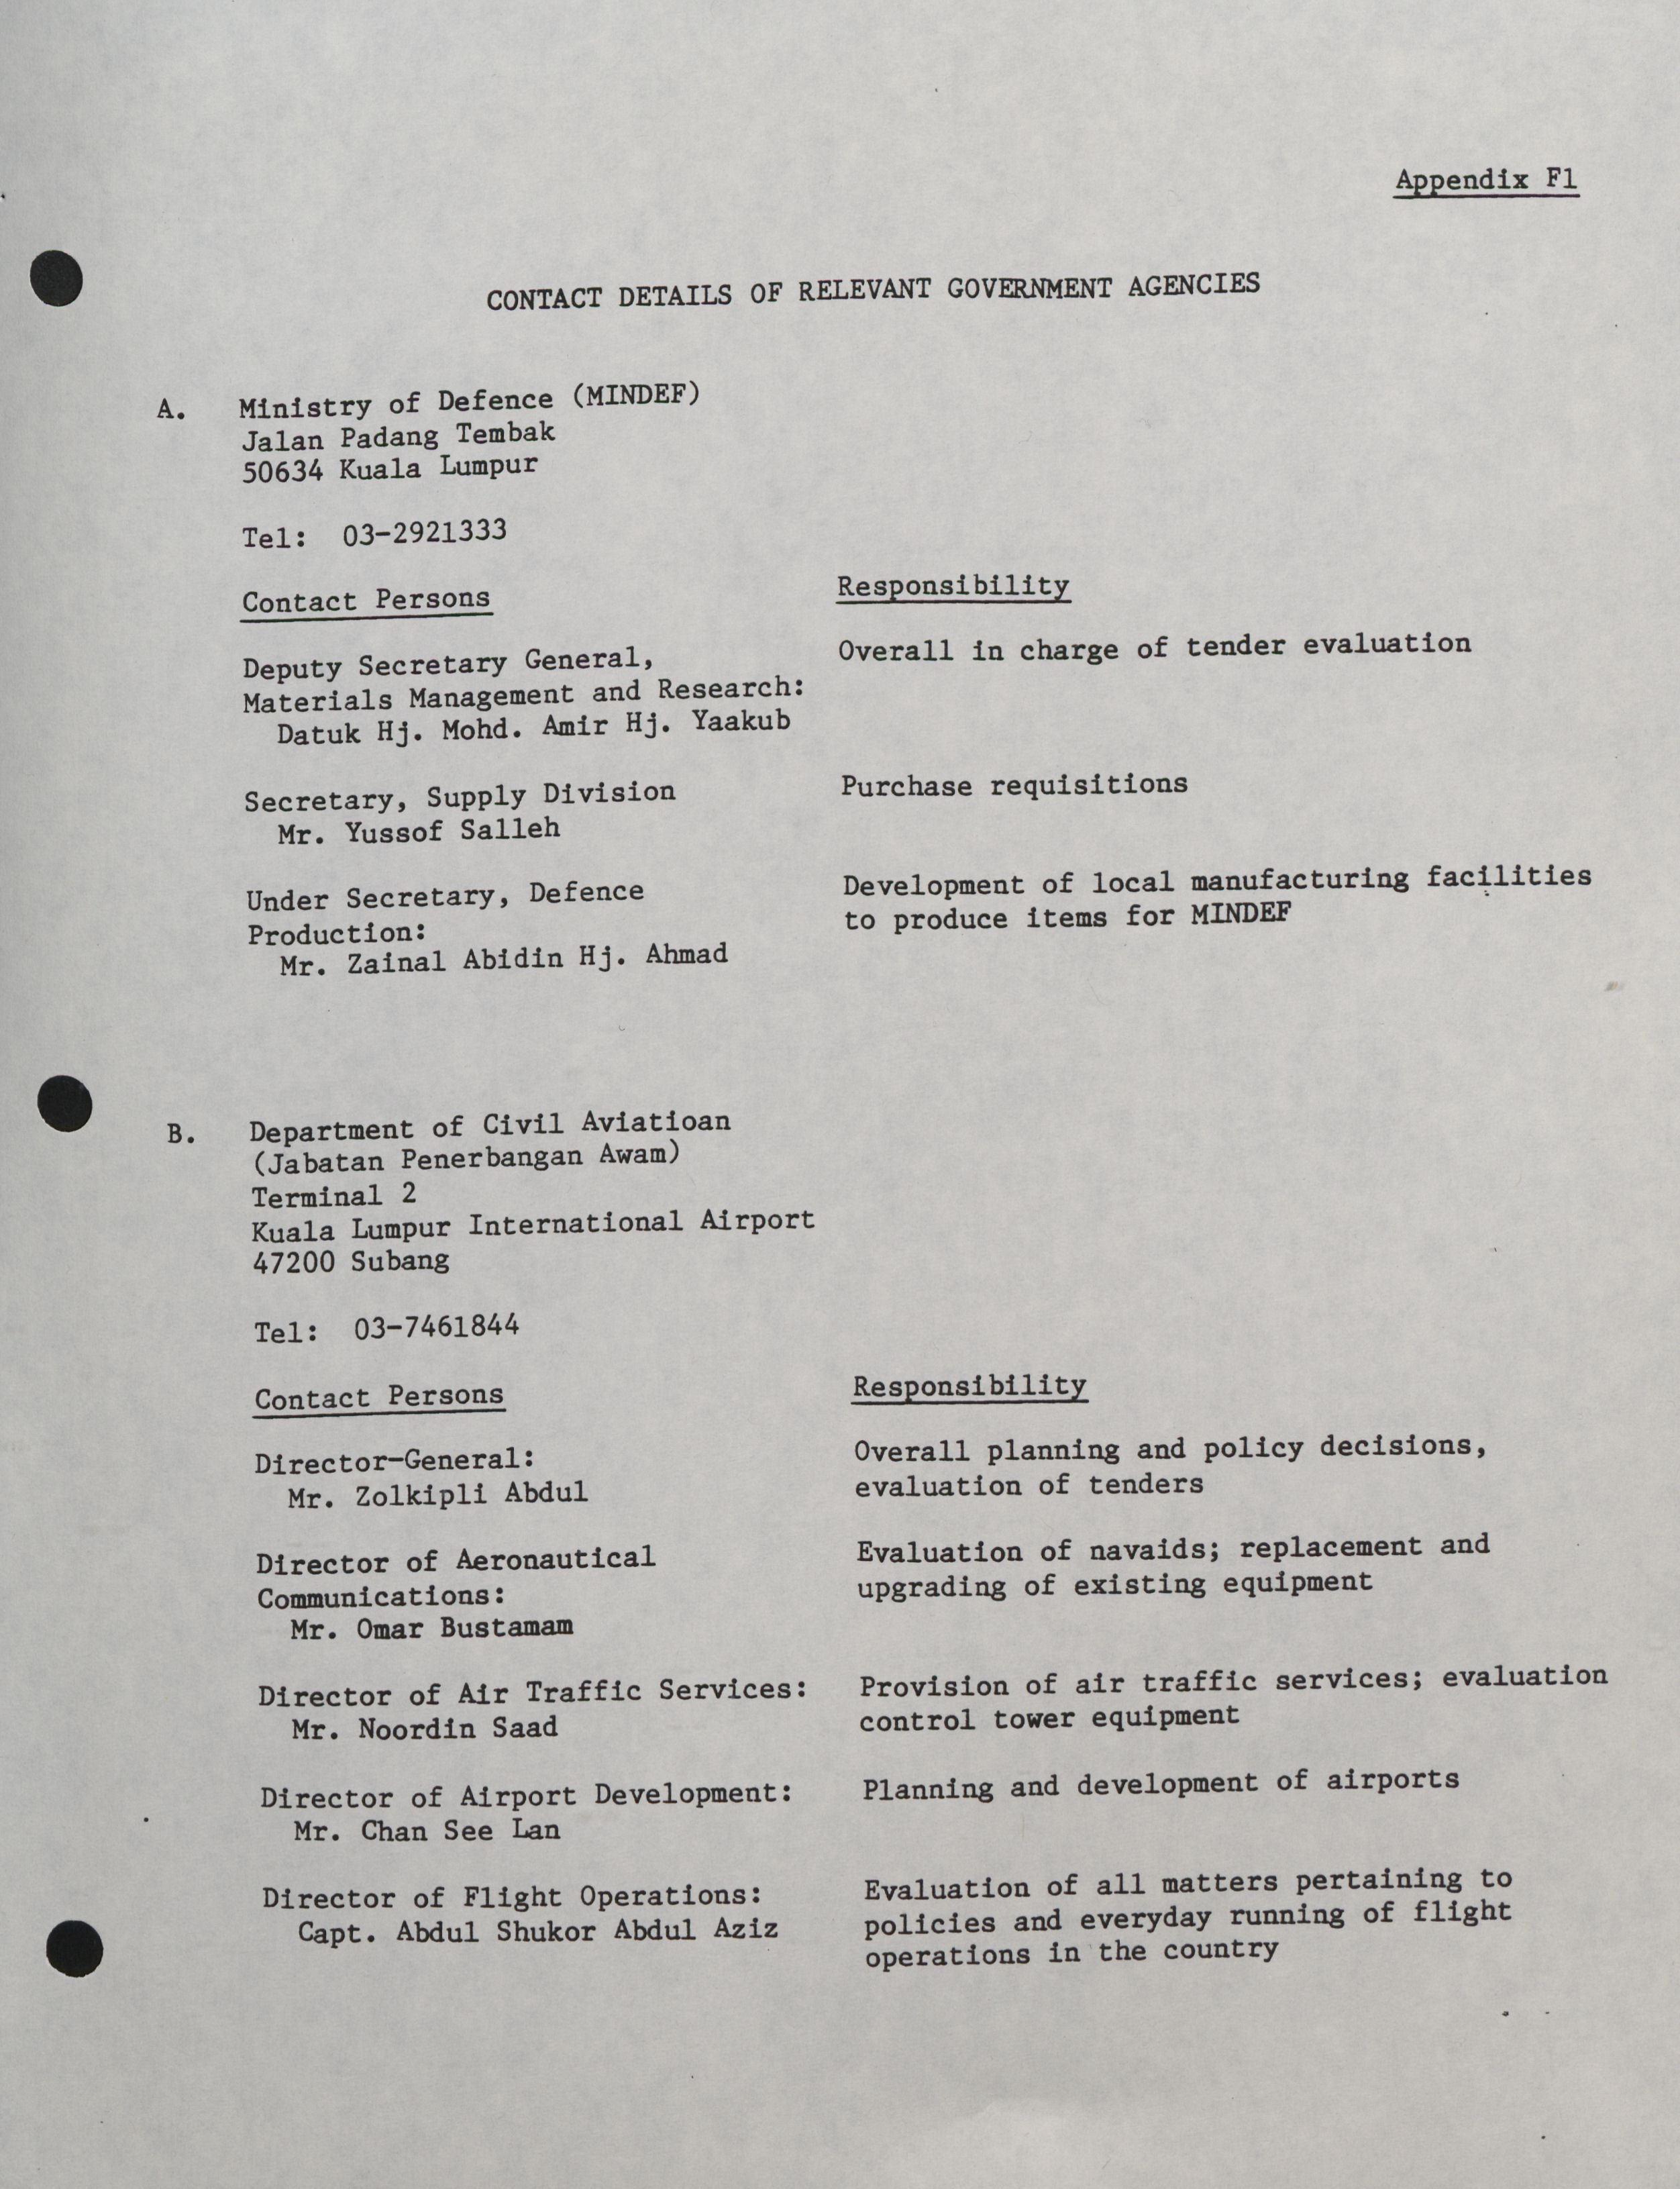 Appendix F1
CONTACT DETAILS OF RELEVANT GOVERNMENT AGENCIES
A. Ministry of Defence (MINDEF)
Jalan Padang Tembak
50634 Kuala Lumpur
Tel: 03-2921333
Contact Persons Responsibility
Deputy Secretary General, Overall in charge of tender evaluation
Materials Management and Research:
Datuk Hj. Mohd. Amir Hj. Yaakub
Secretary, Supply Division Purchase requisitions
Mr. Yussof Salleh
Under Secretary, Defence Development of local manufacturing facilities
Production: to produce items for MINDEF
Mr. Zainal Abidin Hj. Ahmad
B. Department of Civil Aviatioan
(Jabatan Penerbangan Awam)
Terminal 2
Kuala Lumpur International Airport
47200 Subang
Tel: 03-7461844
Contact Persons Responsibility
Director-General: Overall planning and policy decisions,
Mr. Zolkipli Abdul evaluation of tenders
Director of Aeronautical Evaluation of navaids; replacement and
Communications: upgrading of existing equipment
Mr. Omar Bustamam
Director of Air Traffic Services: Provision of air traffic services; evaluation
Mr. Noordin Saad control tower equipment
Director of Airport Development: Planning and development of airports
Mr. Chan See Lan
Director of Flight Operations: Evaluation of all matters pertaining to
Capt. Abdul Shukor Abdul Aziz policies and everyday running of flight
operations in the country